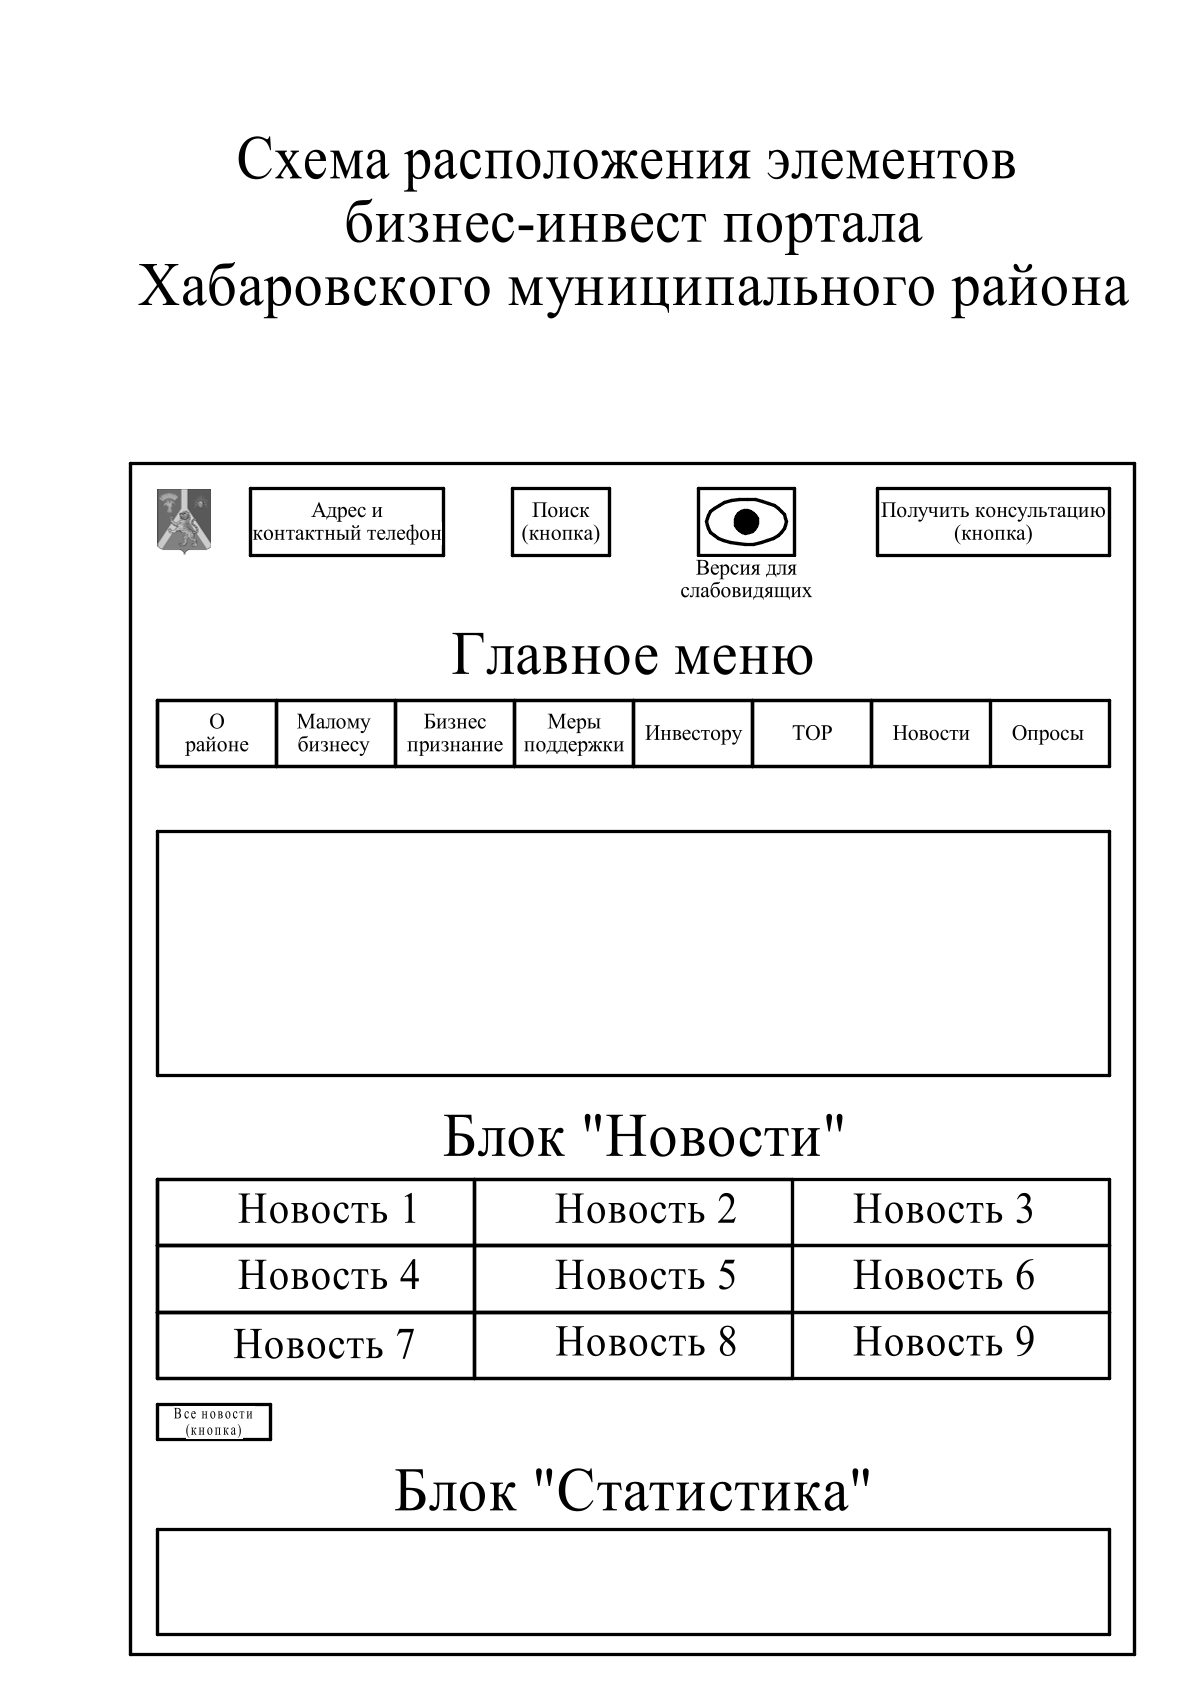 Схема расположения элементов
бизнес-инвест портала
Хабаровского муниципального района
Адрес и
контактный телефон
Поиск
(кнопка)
Версия для
слабовидящих
Получить консультацию
(кнопка)
Главное меню
О
районе
Малому
бизнесу
Бизнес
признание
Меры
поддержки
Инвестору
ТОР
Новости
Опросы
Блок "Новости"
Новость 1
Новость 2
Новость 3
Новость 4
Новость 5
Новость 6
Новость 7
Новость 8
Новость 9
Все новости
(кнопка)
Блок "Статистика"